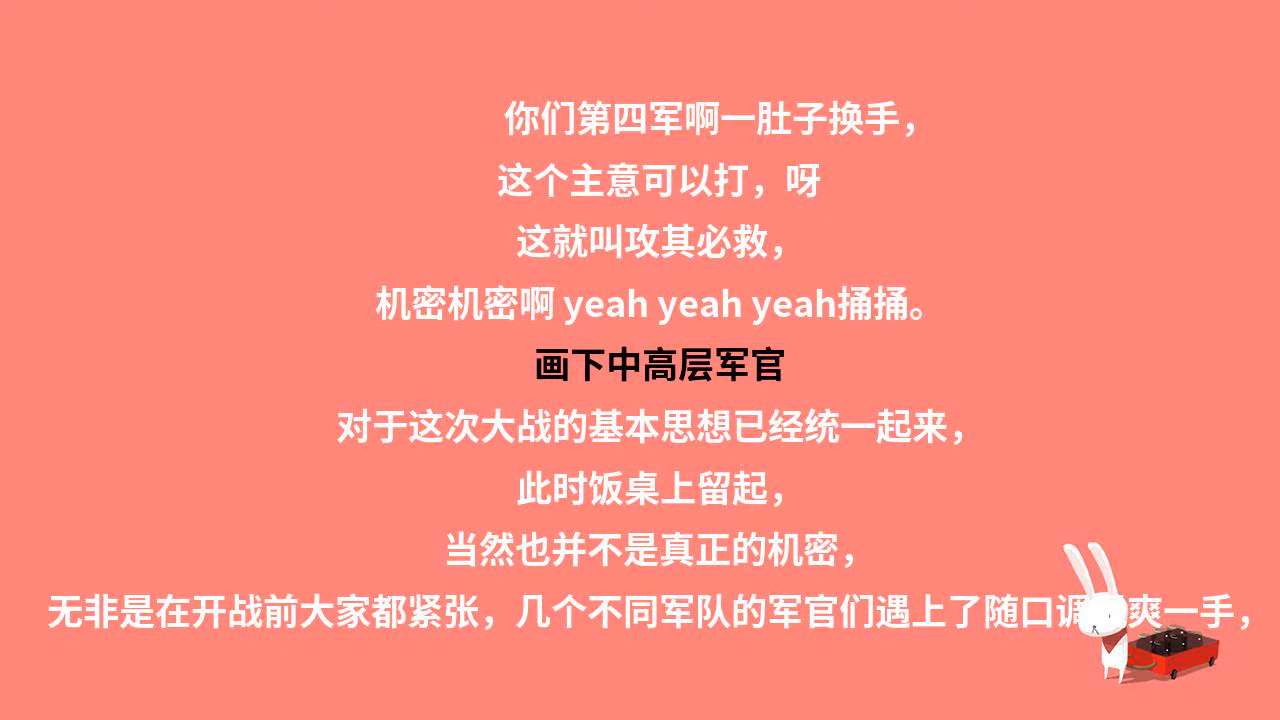 你们第四军啊一肚子换手，
这个主意可以打，呀
这就叫攻其必救，
机密机密啊 yeah yeah yeah捅捅。
画下中高层军官
对于这次大战的基本思想已经统一起来，
此时饭桌上留起，
当然也并不是真正的机密，
无非是在开战前大家都紧张，几个不同军队的军官们遇上了随口调爽一手，